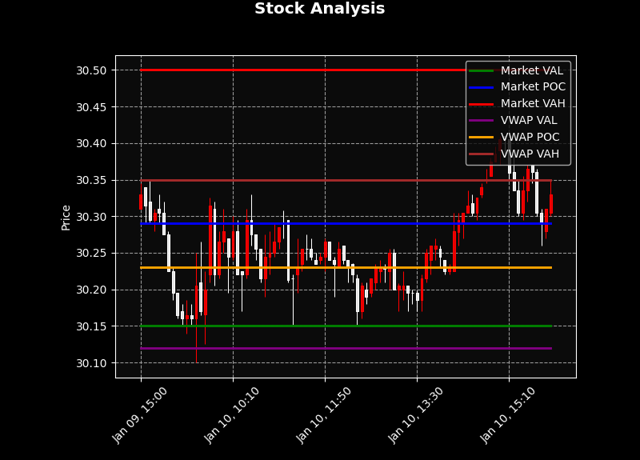 Stock Analysis
Price
30.50
30.45
30.40
30.35
30.30
30.25
30.20
30.15
30.10
Market VAL
Market POC
Market VAH
VWAP VAL
VWAP POC
VWAP VAH
Jan 09, 15:00
Jan 10, 10:10
Jan 10, 11:50
Jan 10, 13:30
Jan 10, 15:10